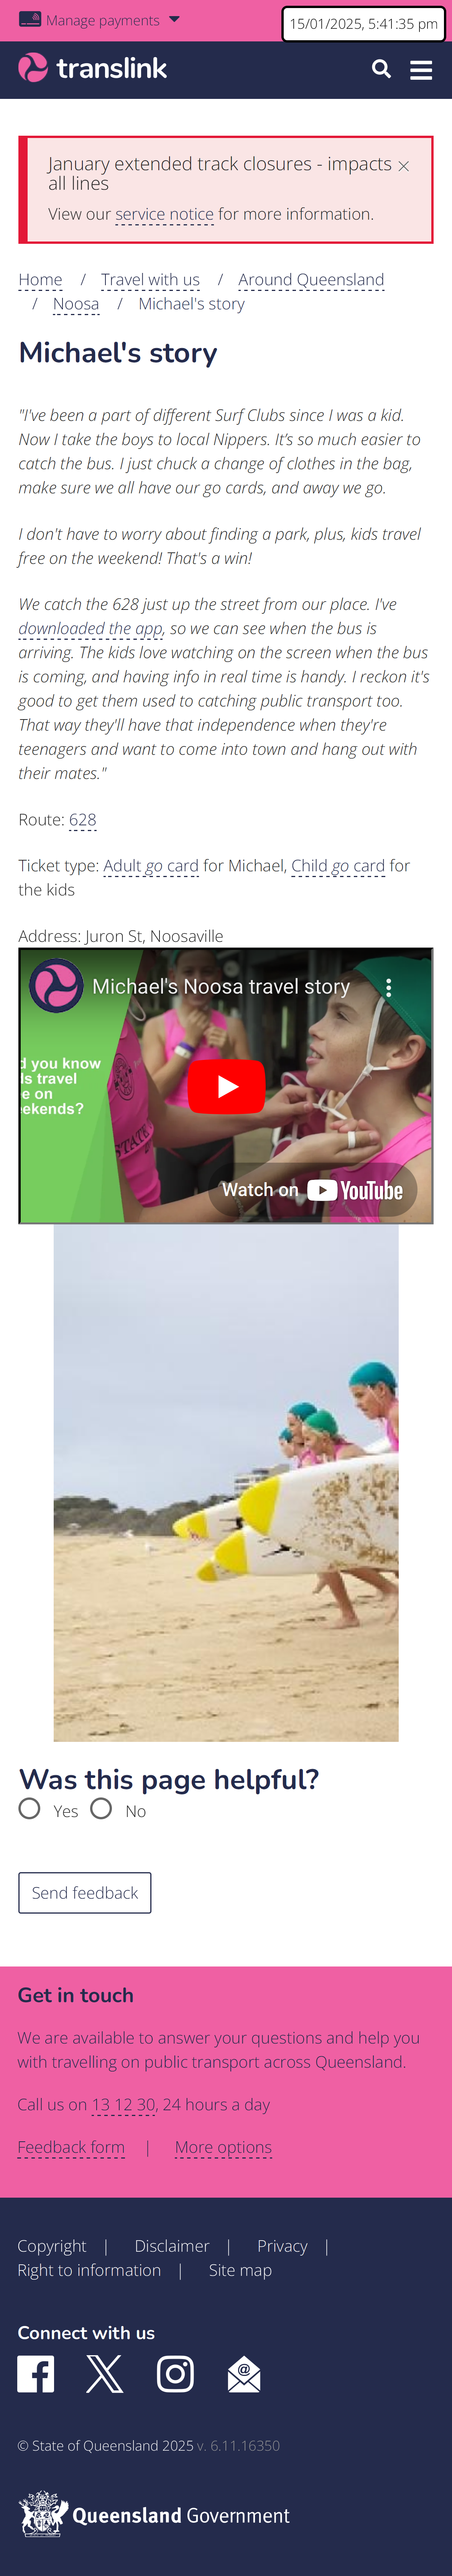 Manage payments
15/01/2025, 5:41:35 pm
translink
January extended track closures - impacts
all lines
View our service notice for more information.
Home / Travel with us / Around Queensland
/ Noosa / Michael's story
Michael's story
"I've been a part of different Surf Clubs since I was a kid.
Now I take the boys to local Nippers. It’s so much easier to
catch the bus. I just chuck a change of clothes in the bag,
make sure we all have our go cards, and away we go.
I don't have to worry about finding a park, plus, kids travel
free on the weekend! That's a win!
We catch the 628 just up the street from our place. I've
downloaded the app, so we can see when the bus is
arriving. The kids love watching on the screen when the bus
is coming, and having info in real time is handy. I reckon it's
good to get them used to catching public transport too.
That way they'll have that independence when they're
teenagers and want to come into town and hang out with
their mates."
Route: 628
Ticket type: Adult go card for Michael, Child go card for
the kids
Address: Juron St, Noosaville
Michael's Noosa travel story
d you know
ls travel
e on
ekends?
STATE
Watch on YouTube
Was this page helpful?
Yes No
Send feedback
Get in touch
We are available to answer your questions and help you
with travelling on public transport across Queensland.
Call us on 13 12 30, 24 hours a day
Feedback form | More options
Copyright | Disclaimer | Privacy |
Right to information | Site map
Connect with us
© State of Queensland 2025 v. 6.11.16350
Queensland Government